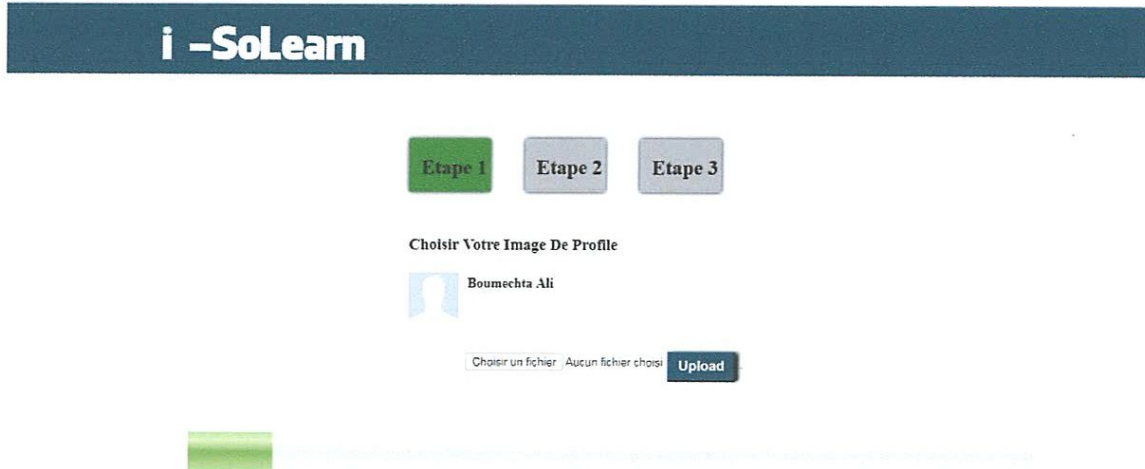 i -SoLearn
Etape 1 Etape 2 Etape 3
Choisir Votre Image De Profile
Boumechta Ali
Choisir un fichier Aucun fichier choisi Upload